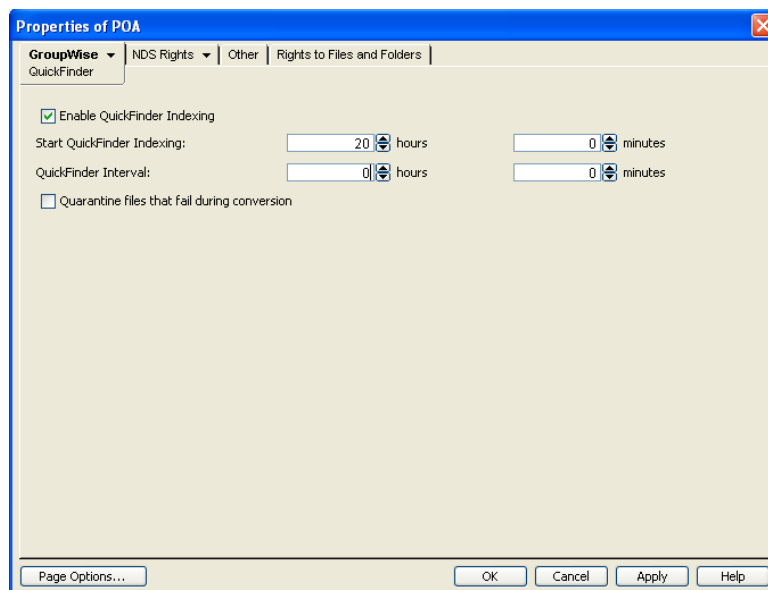 Properties of POA
GroupWise NDS Rights Other Rights to Files and Folders
QuickFinder
Enable QuickFinder Indexing
Start QuickFinder Indexing: 20 hours 0 minutes
QuickFinder Interval: 0 hours 0 minutes
Quarantine files that fail during conversion
Page Options... OK Cancel Apply Help